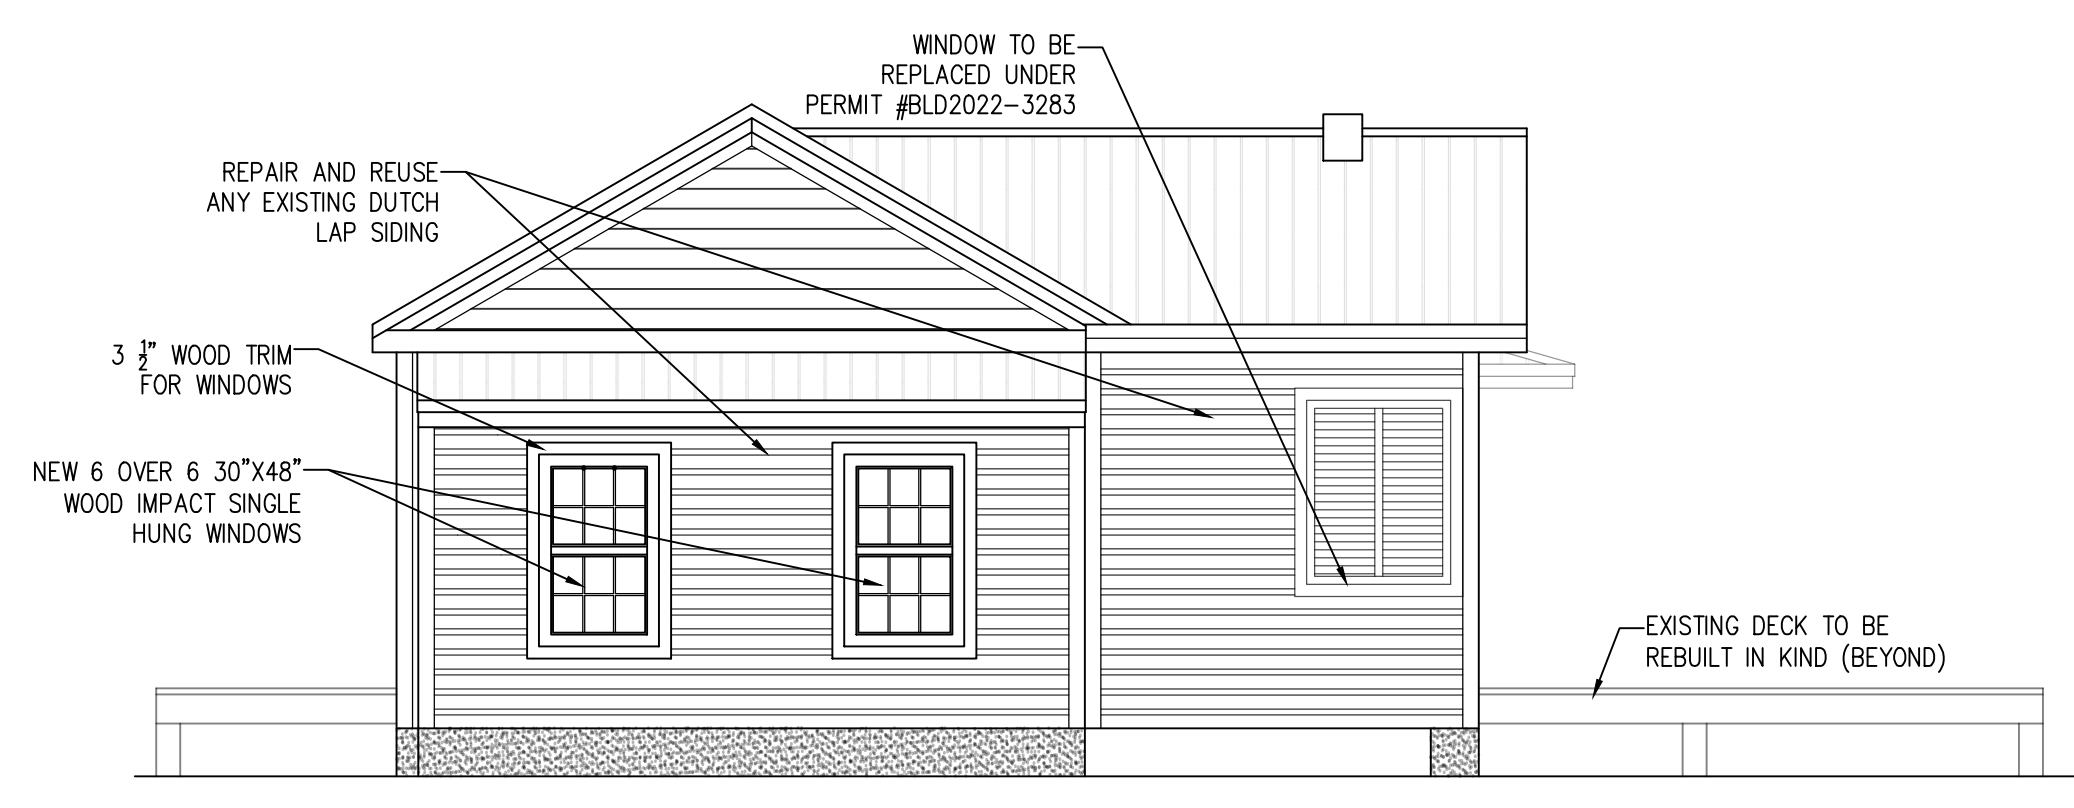 WINDOW TO BE
REPLACED UNDER
PERMIT #BLD2022-3283
REPAIR AND REUSE
ANY EXISTING DUTCH
LAP SIDING
3 ½" WOOD TRIM
FOR WINDOWS
NEW 6 OVER 6 30"X48"
WOOD IMPACT SINGLE
HUNG WINDOWS
EXISTING DECK TO BE
REBUILT IN KIND (BEYOND)